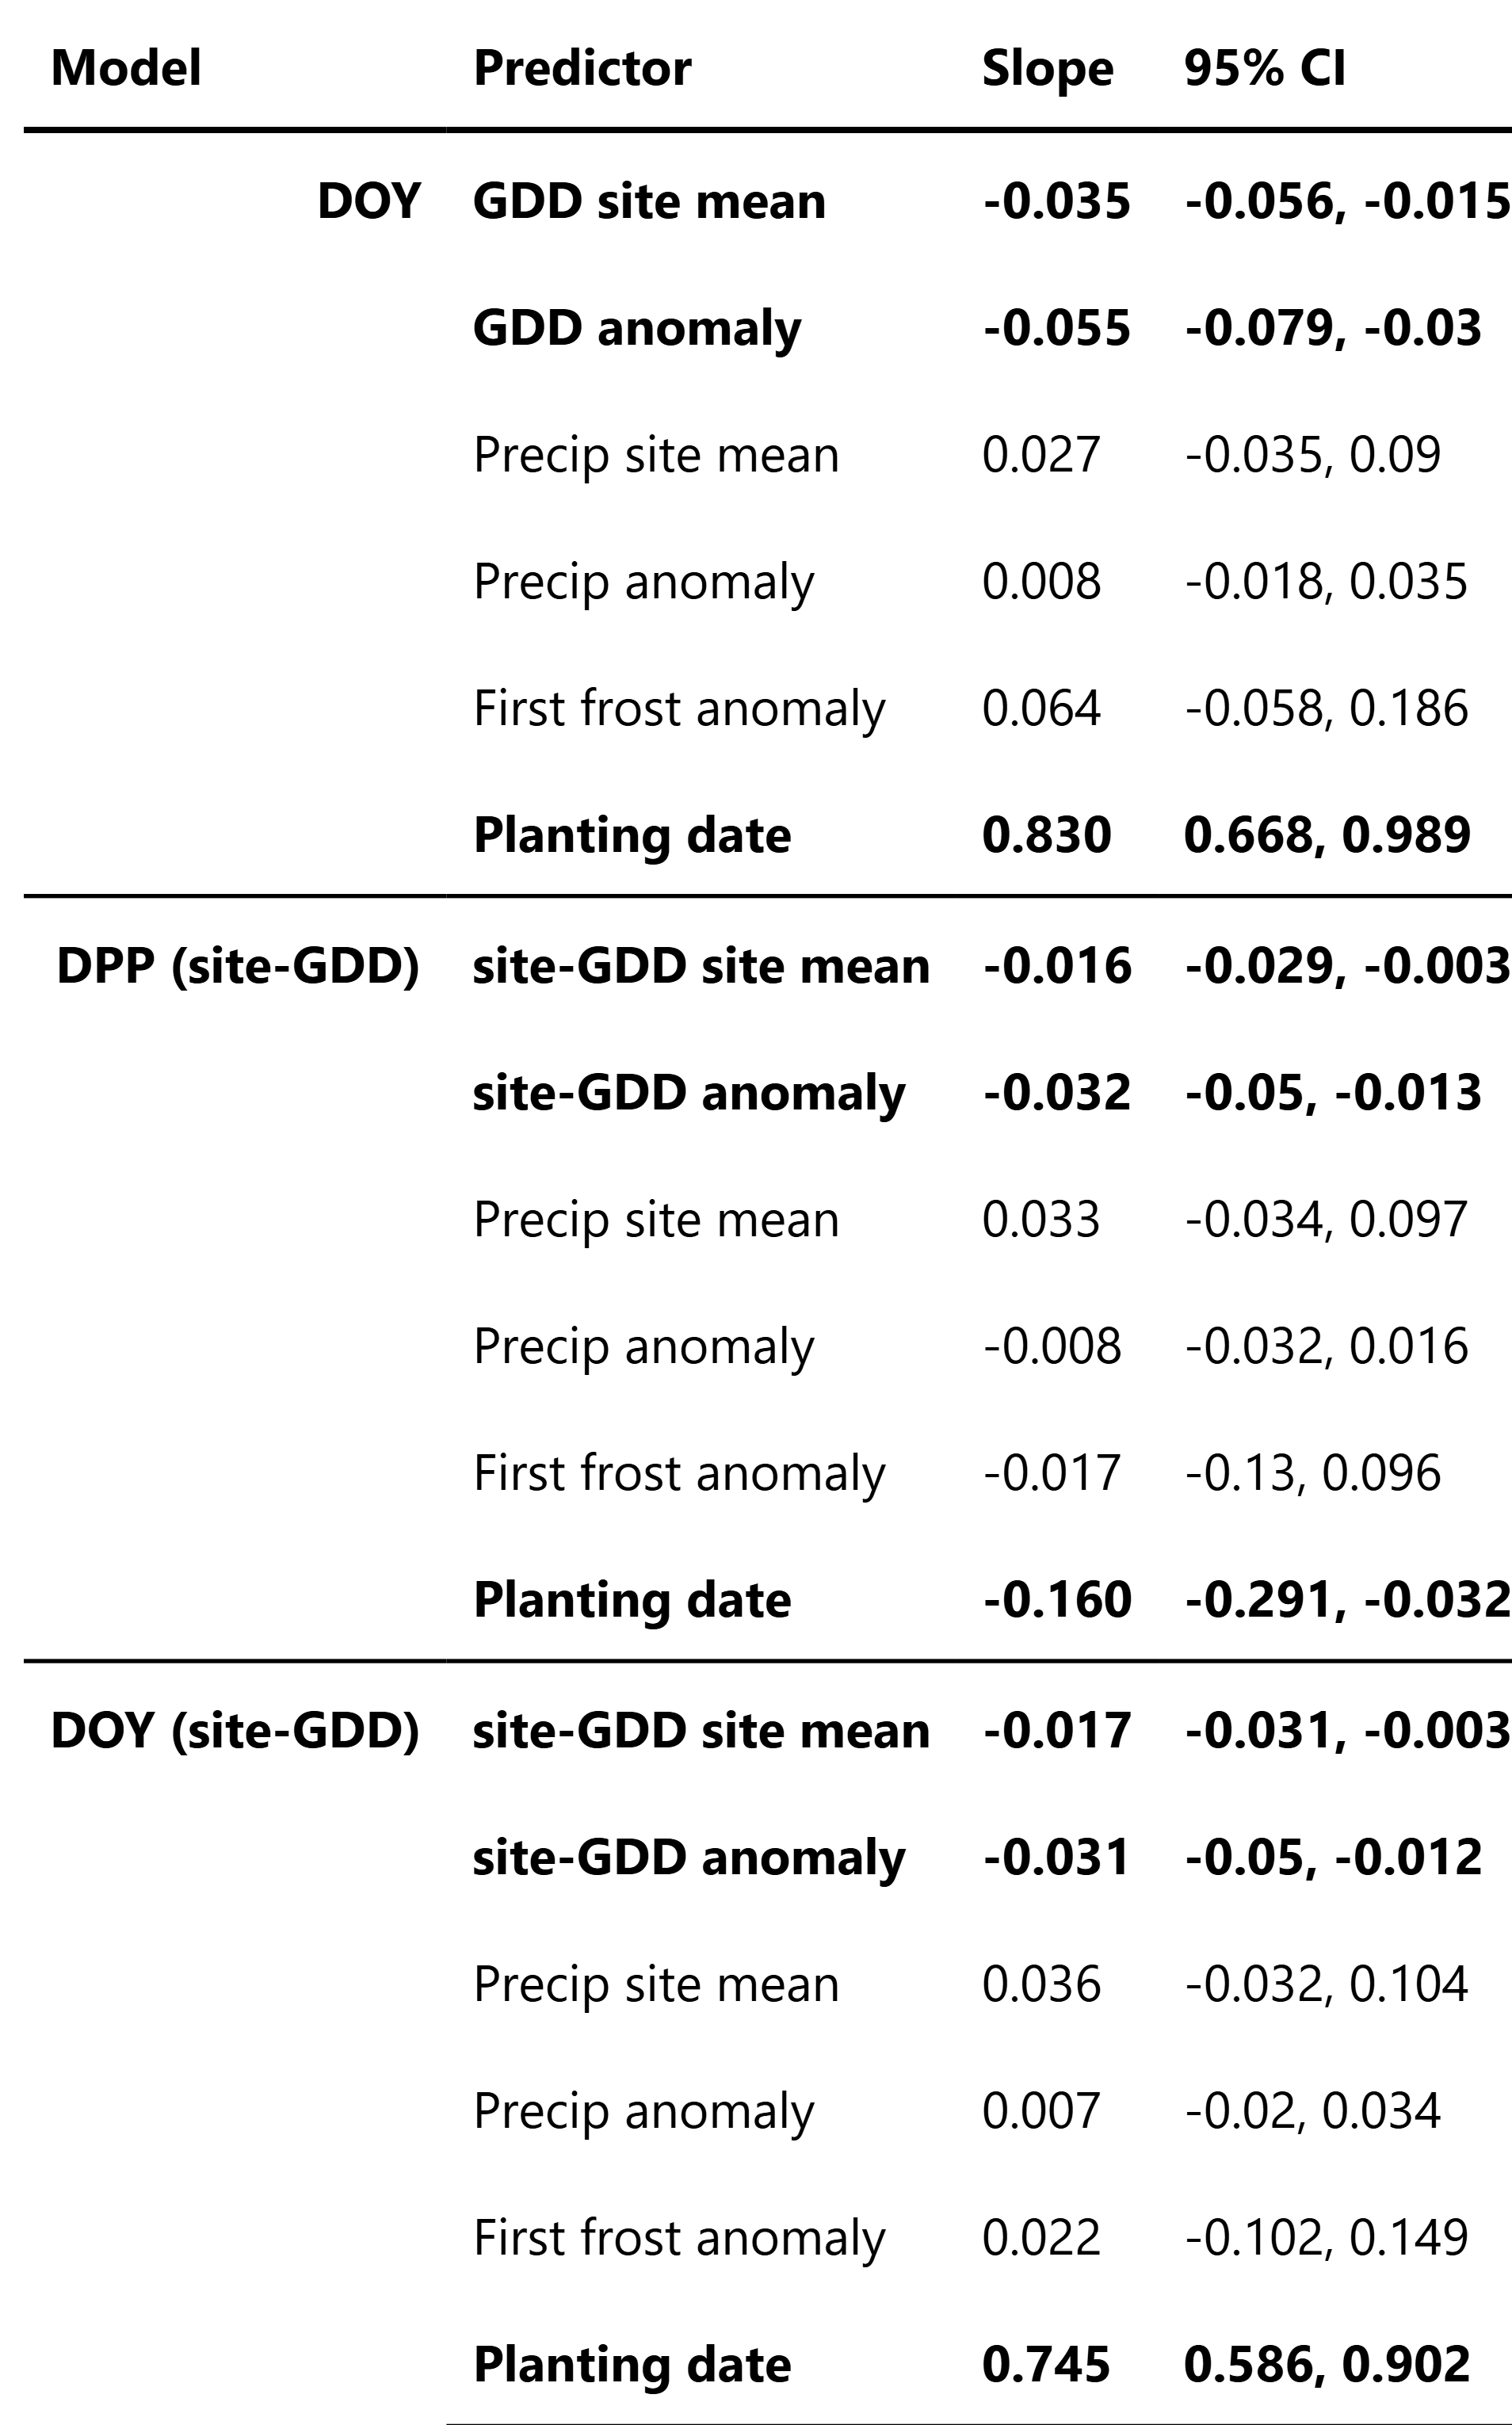 Model Predictor Slope 95% CI
DOY GDD site mean -0.035 -0.056, -0.015
GDD anomaly -0.055 -0.079, -0.03
Precip site mean 0.027 -0.035, 0.09
Precip anomaly 0.008 -0.018, 0.035
First frost anomaly 0.064 -0.058, 0.186
Planting date 0.830 0.668, 0.989
DPP (site-GDD) site-GDD site mean -0.016 -0.029, -0.003
site-GDD anomaly -0.032 -0.05, -0.013
Precip site mean 0.033 -0.034, 0.097
Precip anomaly -0.008 -0.032, 0.016
First frost anomaly -0.017 -0.13, 0.096
Planting date -0.160 -0.291, -0.032
DOY (site-GDD) site-GDD site mean -0.017 -0.031, -0.003
site-GDD anomaly -0.031 -0.05, -0.012
Precip site mean 0.036 -0.032, 0.104
Precip anomaly 0.007 -0.02, 0.034
First frost anomaly 0.022 -0.102, 0.149
Planting date 0.745 0.586, 0.902